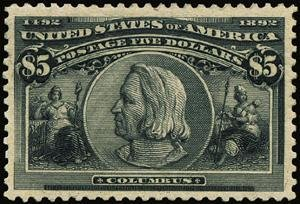 1492 1892
UNITED STATES OF AMERICA
POSTAGE FIVE DOLLARS
$5 $5
COLUMBUS